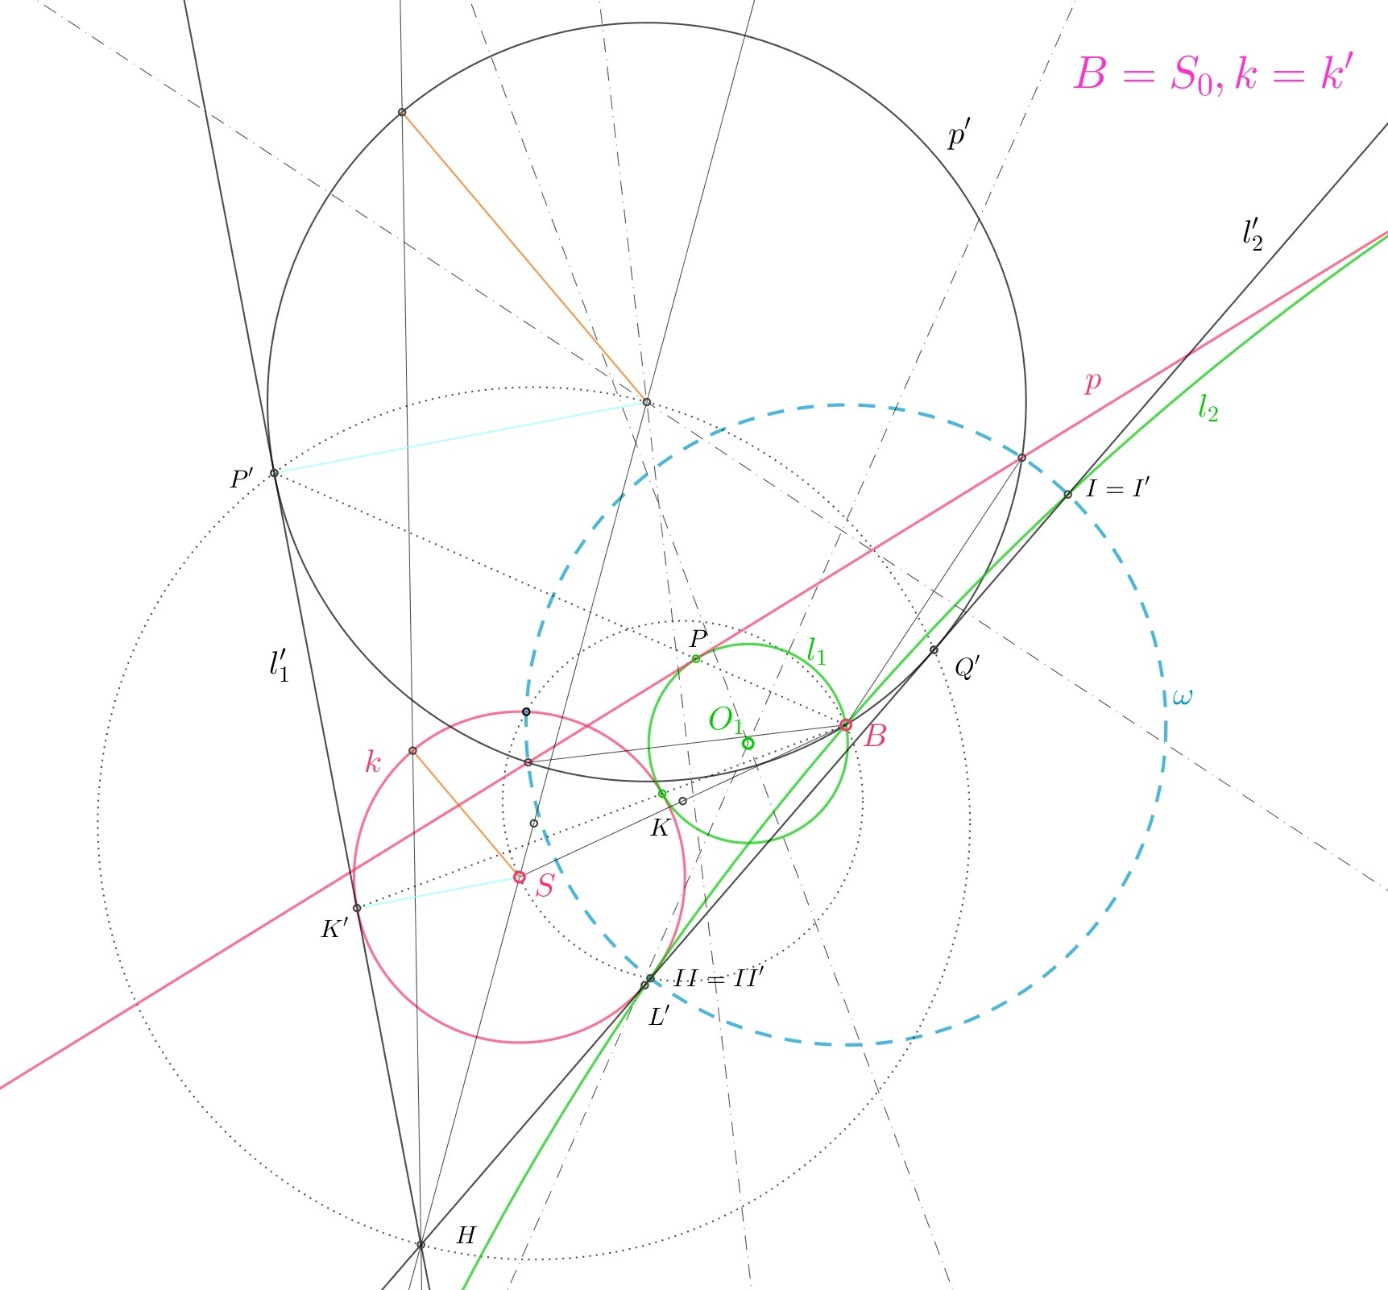 B = S₀, k = k′
p′
l′₂
p
l₂
P′
I = I′
P
l₁
l′₁
Q′
ω
O₁
B
k
K
S
K′
II = II′
L′
H